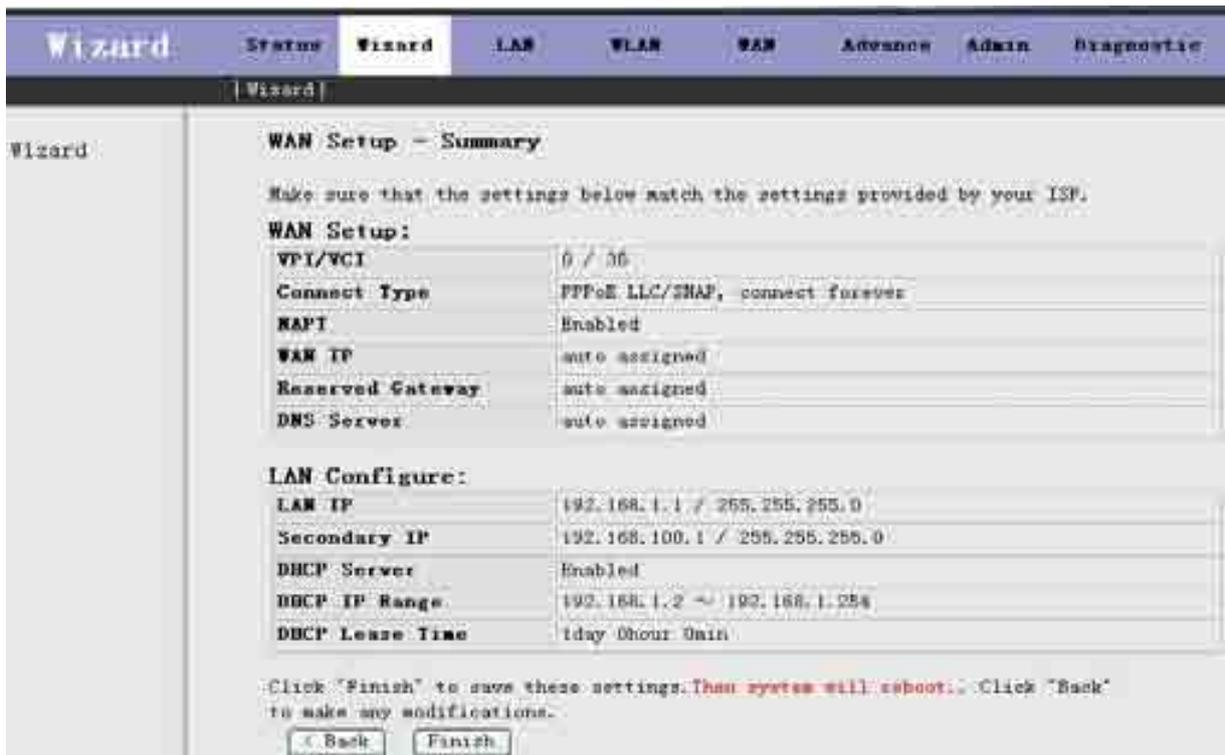 Wizard
Status Wizard LAN WLAN WAN Advance Admin Diagnostic
|Wizard|
Wizard
WAN Setup - Summary
Make sure that the settings below match the settings provided by your ISP.
WAN Setup:
VPI/VCI 0 /
Connect Type PPPoE LLC/SNAP, connect forever
NAPT Enabled
WAN IP auto assigned
Reserved Gateway auto assigned
DNS Server auto assigned
LAN Configure:
LAN IP 192.168.1.1 / 255.255.255.0
Secondary IP 192.168.100.1 / 255.255.255.0
DHCP Server Enabled
DHCP IP Range 192.168.1.2 ~ 192.168.1.254
DHCP Lease Time 1day 0hour 0min
Click "Finish" to save these settings.Then system will reboot:. Click "Back"
to make any modifications.
< Back Finish